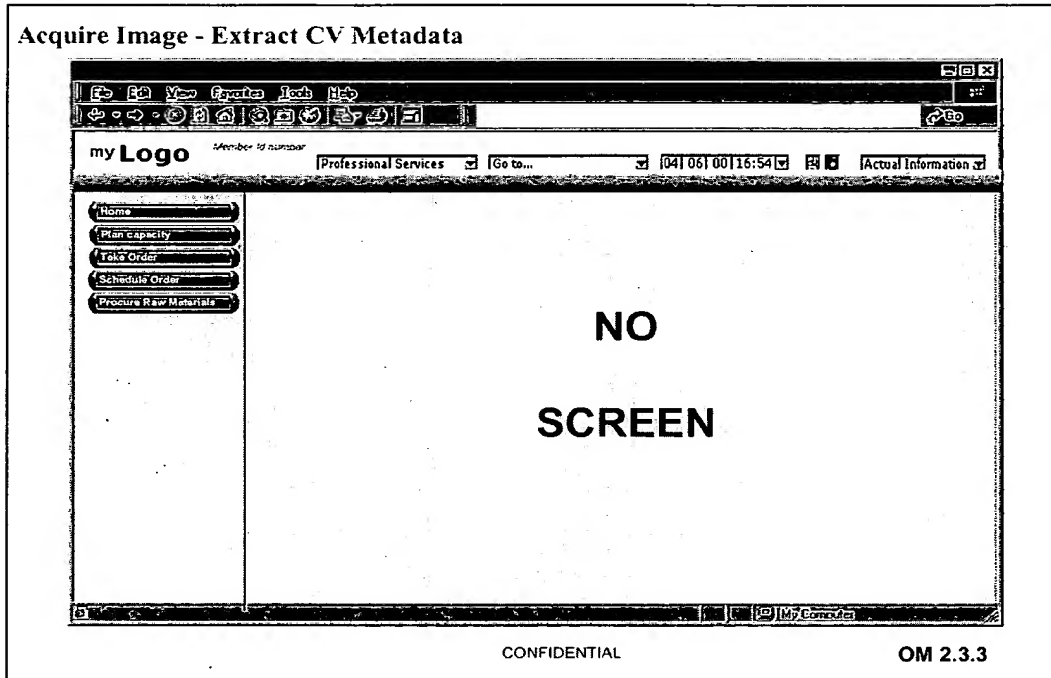 Acquire Image - Extract CV Metadata
File Edit View Favorites Tools Help
Go
my Logo Member Id number Professional Services Go to... 04 06 00 16:54 Actual Information
Home
Plan capacity
Take Order
Schedule Order
Procure Raw Materials
NO
SCREEN
My Computer
CONFIDENTIAL OM 2.3.3